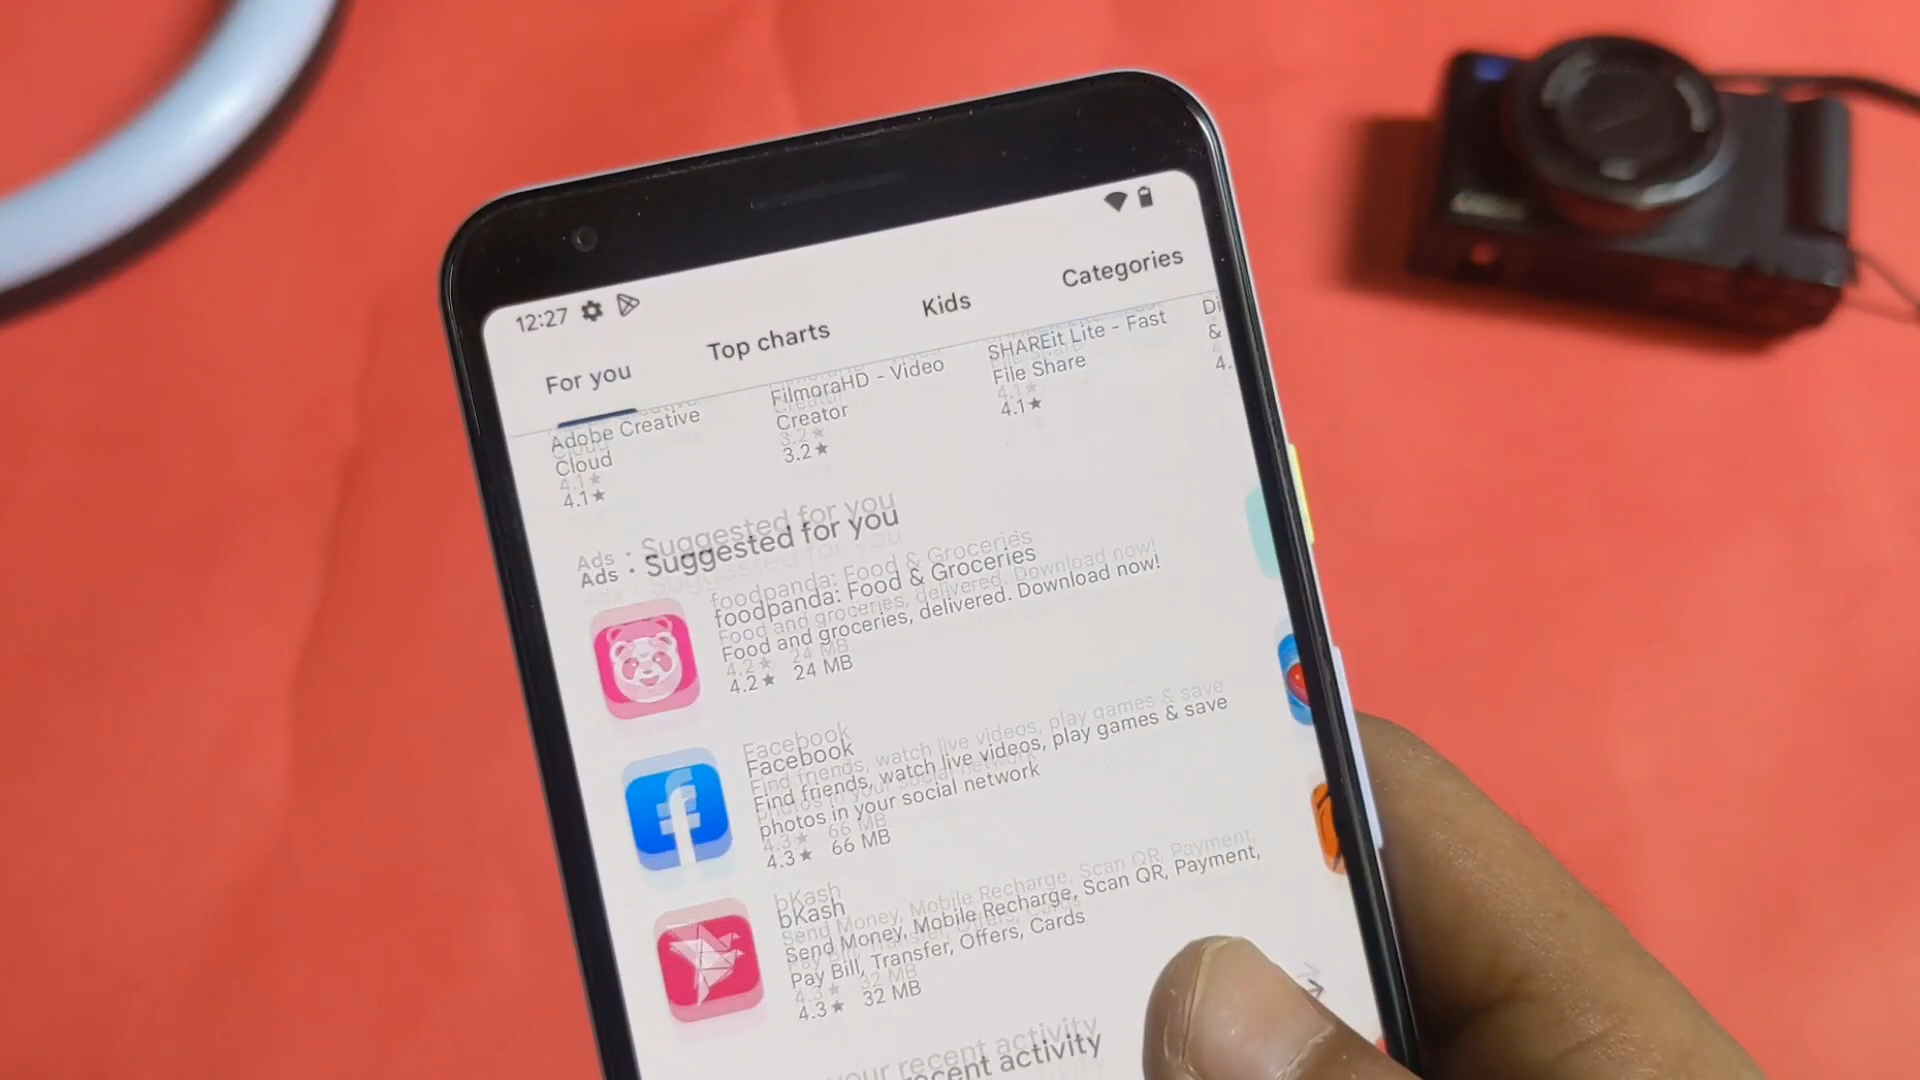 12:27
For you
Top charts
Kids
Categories
Adobe Creative
Cloud
4.1★
FilmoraHD - Video
Creator
3.2★
SHAREit Lite - Fast
File Share
4.1★
Di
&
4.
Ads · Suggested for you
foodpanda: Food & Groceries
Food and groceries, delivered. Download now!
4.2★ 24 MB
Facebook
Find friends, watch live videos, play games & save
photos in your social network
4.3★ 66 MB
bKash
Send Money, Mobile Recharge, Scan QR, Payment,
Pay Bill, Transfer, Offers, Cards
4.3★ 32 MB
your recent activity